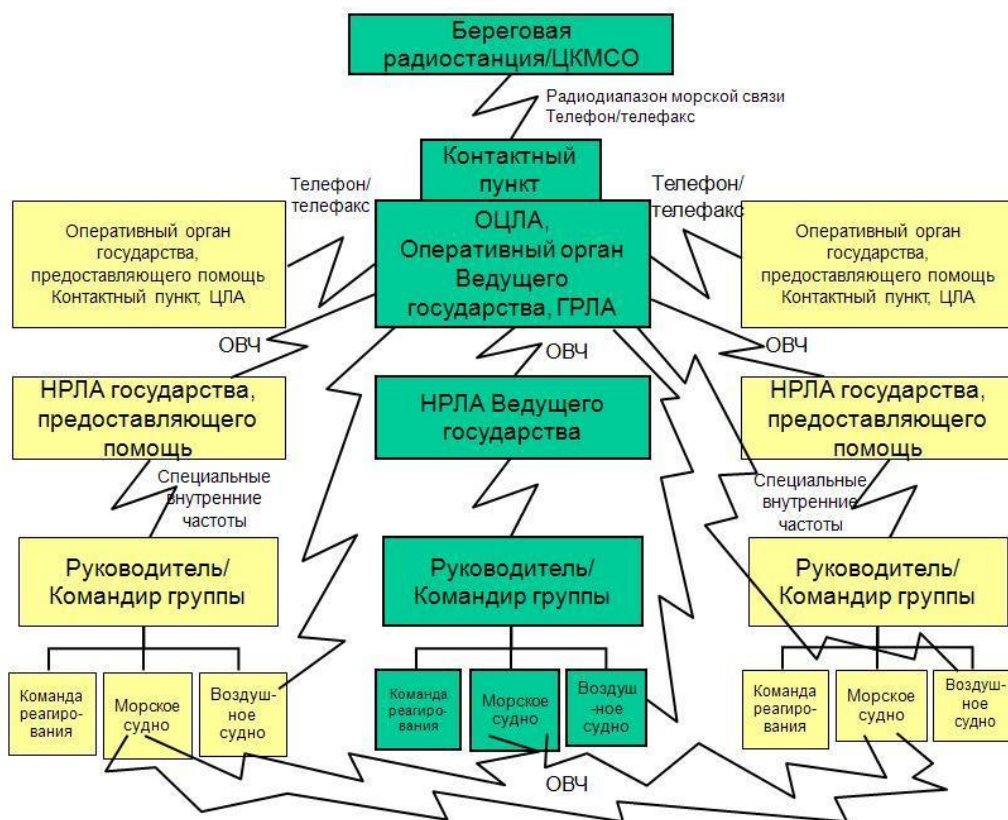 Береговая
радиостанция/ЦКМСО
Радиодиапазон морской связи
Телефон/телефакс
Контактный
пункт
Телефон/
телефакс
Телефон/
телефакс
Оперативный орган
государства,
предоставляющего помощь
Контактный пункт, ЦЛА
ОЦЛА,
Оперативный орган
Ведущего
государства, ГРЛА
Оперативный орган
государства,
предоставляющего помощь
Контактный пункт, ЦЛА
ОВЧ
ОВЧ
ОВЧ
НРЛА государства,
предоставляющего
помощь
НРЛА Ведущего
государства
НРЛА государства,
предоставляющего
помощь
Специальные
внутренние
частоты
Специальные
внутренние
частоты
Руководитель/
Командир группы
Руководитель/
Командир группы
Руководитель/
Командир группы
Команда
реагиро-
вания
Морское
судно
Воздуш-
ное
судно
Команда
реагиро-
вания
Морское
судно
Воздуш
-ное
судно
Команда
реагиро-
вания
Морское
судно
Воздуш-
ное
судно
ОВЧ